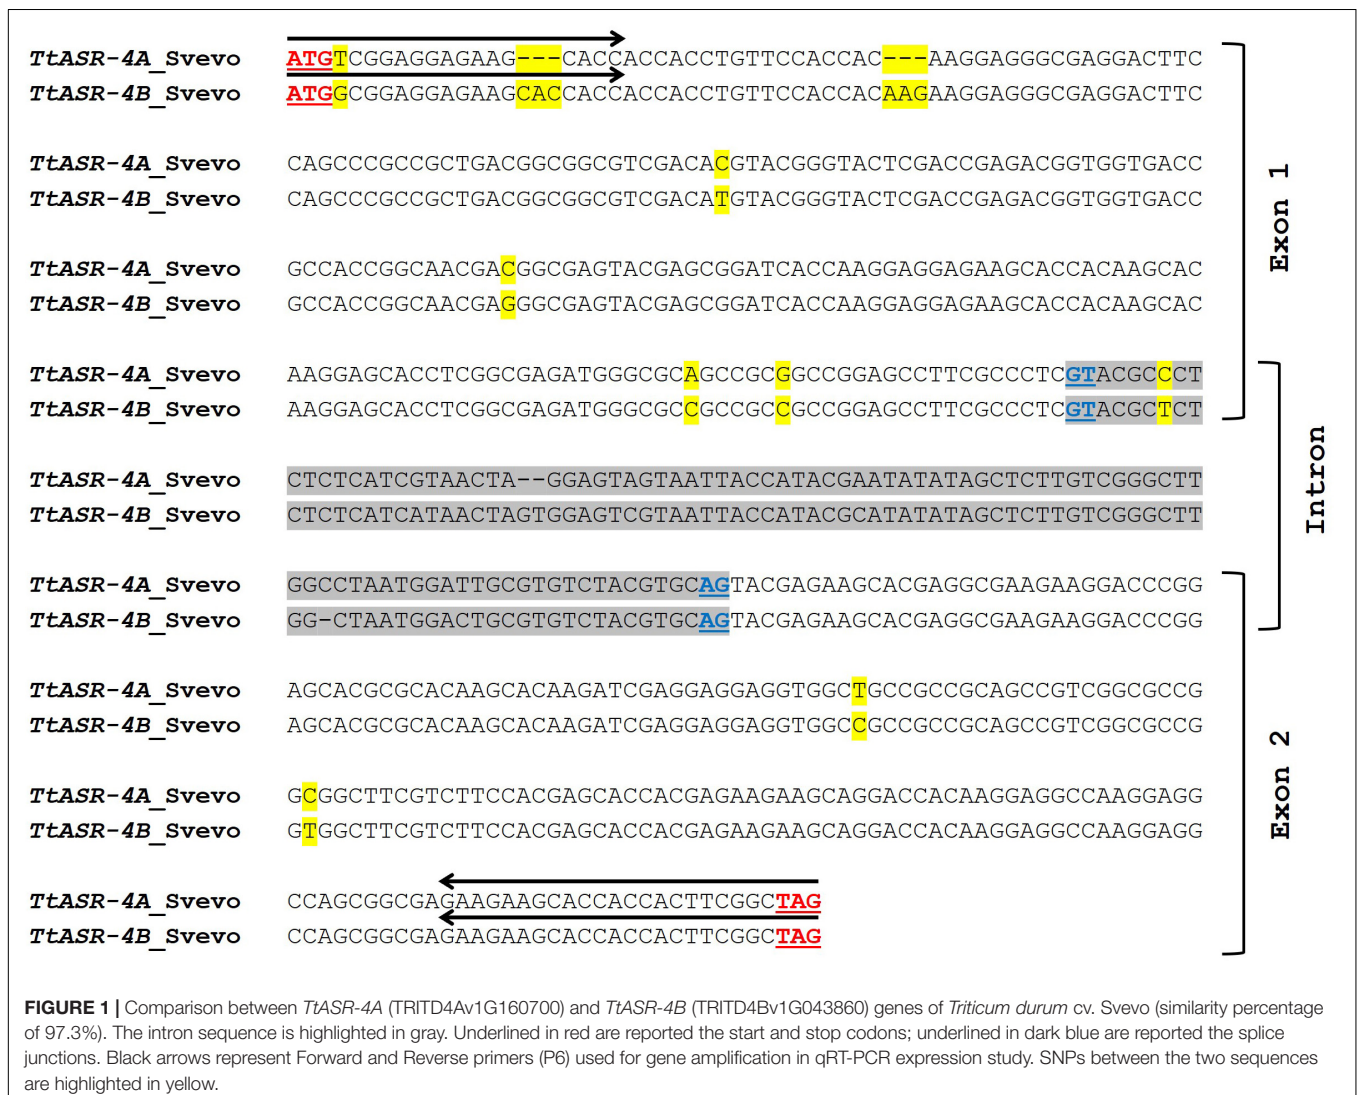 TtASR-4A_Svevo ATGTCGGAGGAGAAG---CACCACCACCTGTTCCACCAC---AAGGAGGGCGAGGACTTC
TtASR-4B_Svevo ATGGCGGAGGAGAAGCACCACCACCACCTGTTCCACCACAAGAAGGAGGGCGAGGACTTC
TtASR-4A_Svevo CAGCCCGCCGCTGACGGCGGCGTCGACACGTACGGGTACTCGACCGAGACGGTGGTGACC
TtASR-4B_Svevo CAGCCCGCCGCTGACGGCGGCGTCGACATGTACGGGTACTCGACCGAGACGGTGGTGACC
Exon 1
TtASR-4A_Svevo GCCACCGGCAACGACGGCGAGTACGAGCGGATCACCAAGGAGGAGAAGCACCACAAGCAC
TtASR-4B_Svevo GCCACCGGCAACGAGGGCGAGTACGAGCGGATCACCAAGGAGGAGAAGCACCACAAGCAC
TtASR-4A_Svevo AAGGAGCACCTCGGCGAGATGGGCGCAGCCGCGGCCGGAGCCTTCGCCCTCGTACGCCCT
TtASR-4B_Svevo AAGGAGCACCTCGGCGAGATGGGCGCCGCCGCCGCCGGAGCCTTCGCCCTCGTACGCTCT
TtASR-4A_Svevo CTCTCATCGTAACTA--GGAGTAGTAATTACCATACGAATATATAGCTCTTGTCGGGCTT
TtASR-4B_Svevo CTCTCATCATAACTAGTGGAGTCGTAATTACCATACGCATATATAGCTCTTGTCGGGCTT
Intron
TtASR-4A_Svevo GGCCTAATGGATTGCGTGTCTACGTGCAGTACGAGAAGCACGAGGCGAAGAAGGACCCGG
TtASR-4B_Svevo GG-CTAATGGACTGCGTGTCTACGTGCAGTACGAGAAGCACGAGGCGAAGAAGGACCCGG
TtASR-4A_Svevo AGCACGCGCACAAGCACAAGATCGAGGAGGAGGTGGCTGCCGCCGCAGCCGTCGGCGCCG
TtASR-4B_Svevo AGCACGCGCACAAGCACAAGATCGAGGAGGAGGTGGCCGCCGCCGCAGCCGTCGGCGCCG
Exon 2
TtASR-4A_Svevo GCGGCTTCGTCTTCCACGAGCACCACGAGAAGAAGCAGGACCACAAGGAGGCCAAGGAGG
TtASR-4B_Svevo GTGGCTTCGTCTTCCACGAGCACCACGAGAAGAAGCAGGACCACAAGGAGGCCAAGGAGG
TtASR-4A_Svevo CCAGCGGCGAGAAGAAGCACCACCACTTCGGCTAG
TtASR-4B_Svevo CCAGCGGCGAGAAGAAGCACCACCACTTCGGCTAG
FIGURE 1 | Comparison between TtASR-4A (TRITD4Av1G160700) and TtASR-4B (TRITD4Bv1G043860) genes of Triticum durum cv. Svevo (similarity percentage
of 97.3%). The intron sequence is highlighted in gray. Underlined in red are reported the start and stop codons; underlined in dark blue are reported the splice
junctions. Black arrows represent Forward and Reverse primers (P6) used for gene amplification in qRT-PCR expression study. SNPs between the two sequences
are highlighted in yellow.